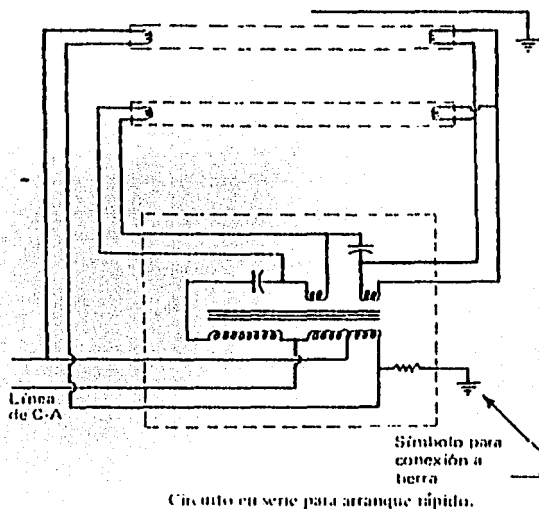 Línea
de C-A
Símbolo para
conexión a
tierra
Circuito en serie para arranque rápido.